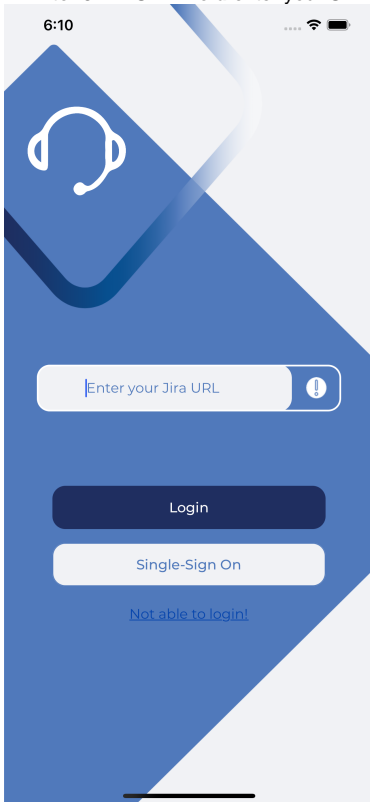 6:10
Enter your Jira URL
Login
Single-Sign On
Not able to login!